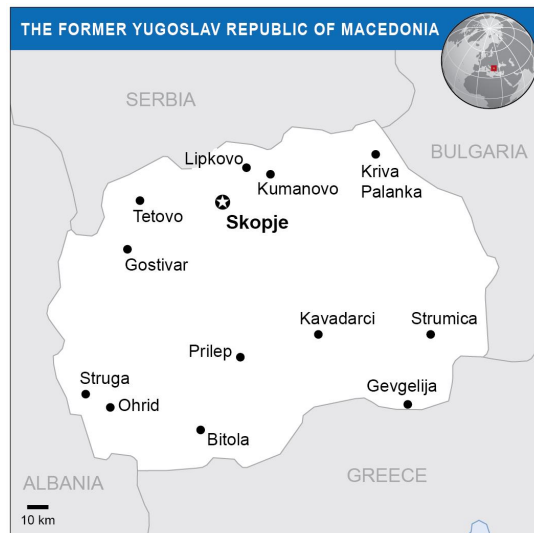 THE FORMER YUGOSLAV REPUBLIC OF MACEDONIA
SERBIA
BULGARIA
Lipkovo
Kumanovo
Kriva
Palanka
Tetovo
Skopje
Gostivar
Kavadarci
Strumica
Prilep
Struga
Gevgelija
Ohrid
Bitola
ALBANIA
GREECE
10 km